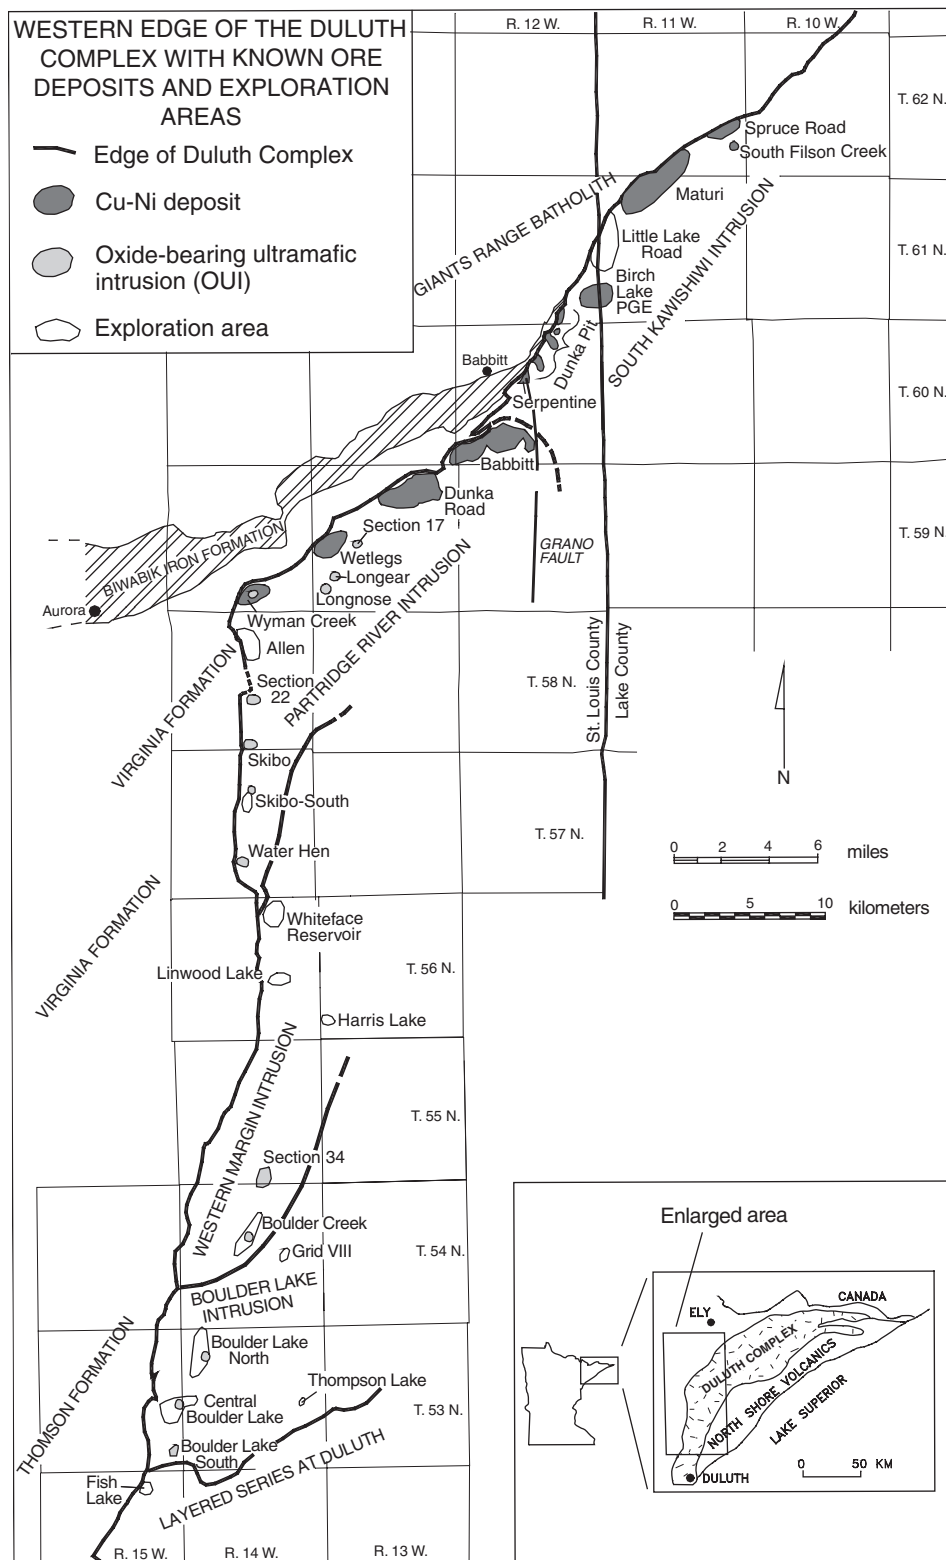 WESTERN EDGE OF THE DULUTH
COMPLEX WITH KNOWN ORE
DEPOSITS AND EXPLORATION
AREAS
Edge of Duluth Complex
Cu-Ni deposit
Oxide-bearing ultramafic
intrusion (OUI)
Exploration area
R. 12 W.
R. 11 W.
R. 10 W.
T. 62 N.
Spruce Road
South Filson Creek
Maturi
GIANTS RANGE BATHOLITH
SOUTH KAWISHIWI INTRUSION
Little Lake
Road
T. 61 N.
Birch
Lake
PGE
Dunka Pit
Babbitt
Serpentine
T. 60 N.
Babbitt
Dunka
Road
Section 17
T. 59 N.
GRANO
FAULT
BIWABIK IRON FORMATION
Wetlegs
Longear
Longnose
Aurora
Wyman Creek
Allen
PARTRIDGE RIVER INTRUSION
VIRGINIA FORMATION
Section
22
T. 58 N.
St. Louis County
Lake County
Skibo
N
Skibo-South
T. 57 N.
Water Hen
0 2 4 6 miles
0 5 10 kilometers
VIRGINIA FORMATION
Whiteface
Reservoir
Linwood Lake
T. 56 N.
Harris Lake
WESTERN MARGIN INTRUSION
T. 55 N.
Section 34
Boulder Creek
Grid VIII
T. 54 N.
BOULDER LAKE
INTRUSION
THOMSON FORMATION
Boulder Lake
North
Thompson Lake
Central
Boulder Lake
T. 53 N.
Boulder Lake
South
Fish
Lake
LAYERED SERIES AT DULUTH
R. 15 W.
R. 14 W.
R. 13 W.
Enlarged area
CANADA
ELY
DULUTH COMPLEX
NORTH SHORE VOLCANICS
LAKE SUPERIOR
DULUTH
0 50 KM